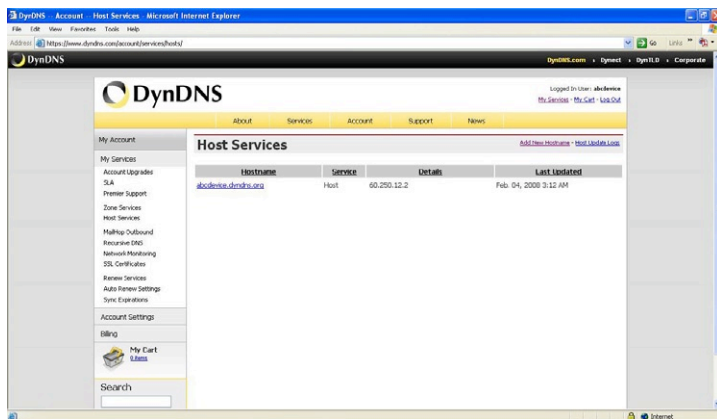 DynDNS -- Account -- Host Services - Microsoft Internet Explorer
File Edit View Favorites Tools Help
Address https://www.dyndns.com/account/services/hosts/ Go Links
DynDNS DynDNS.com Dynect DynTLD Corporate
DynDNS
Logged In User: abcdevice
My Services - My Cart - Log Out
About Services Account Support News
My Account
Host Services
Add New Hostname - Host Update Logs
My Services
Account Upgrades
SLA
Premier Support
Zone Services
Host Services
MailHop Outbound
Recursive DNS
Network Monitoring
SSL Certificates
Renew Services
Auto Renew Settings
Sync Expirations
Account Settings
Billing
My Cart
0 items
Search
Hostname Service Details Last Updated
abcdevice.dyndns.org Host 60.250.12.2 Feb. 04, 2008 3:12 AM
Internet